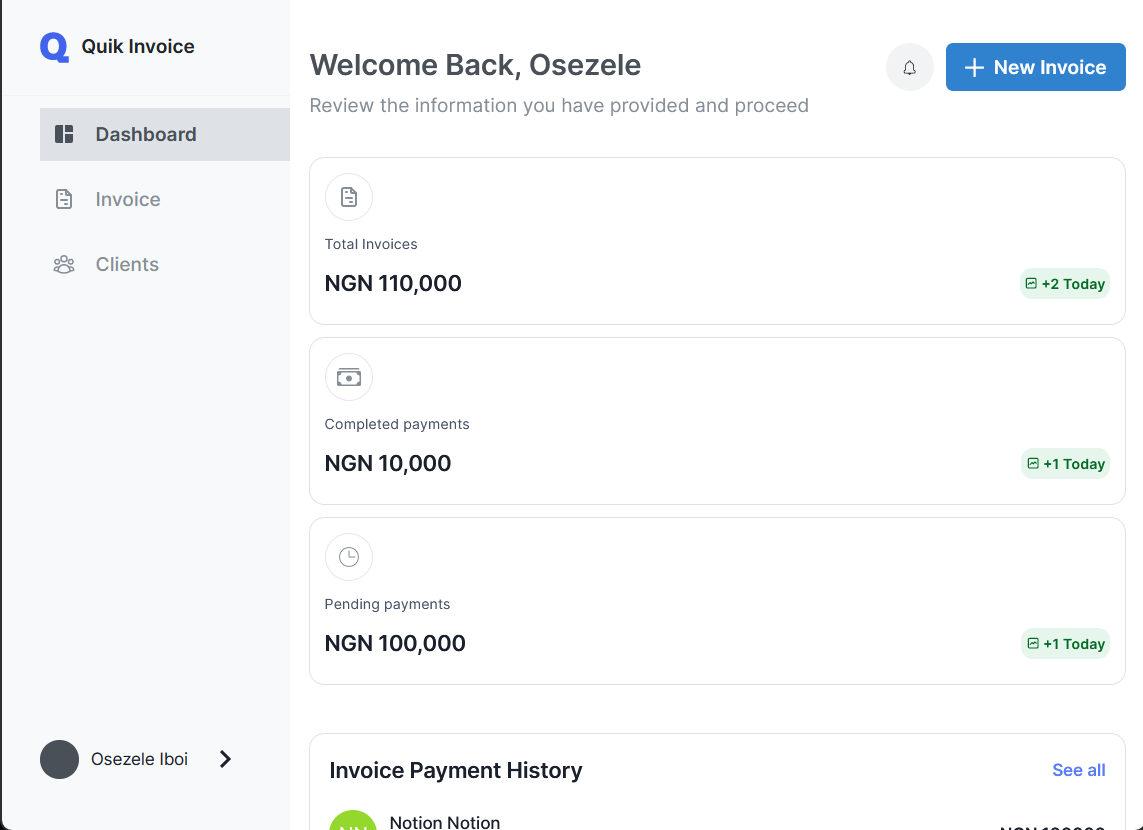 Quik Invoice
Dashboard
Invoice
Clients
Osezele Iboi
Welcome Back, Osezele
Review the information you have provided and proceed
New Invoice
Total Invoices
NGN 110,000
+2 Today
Completed payments
NGN 10,000
+1 Today
Pending payments
NGN 100,000
+1 Today
Invoice Payment History
See all
Notion Notion